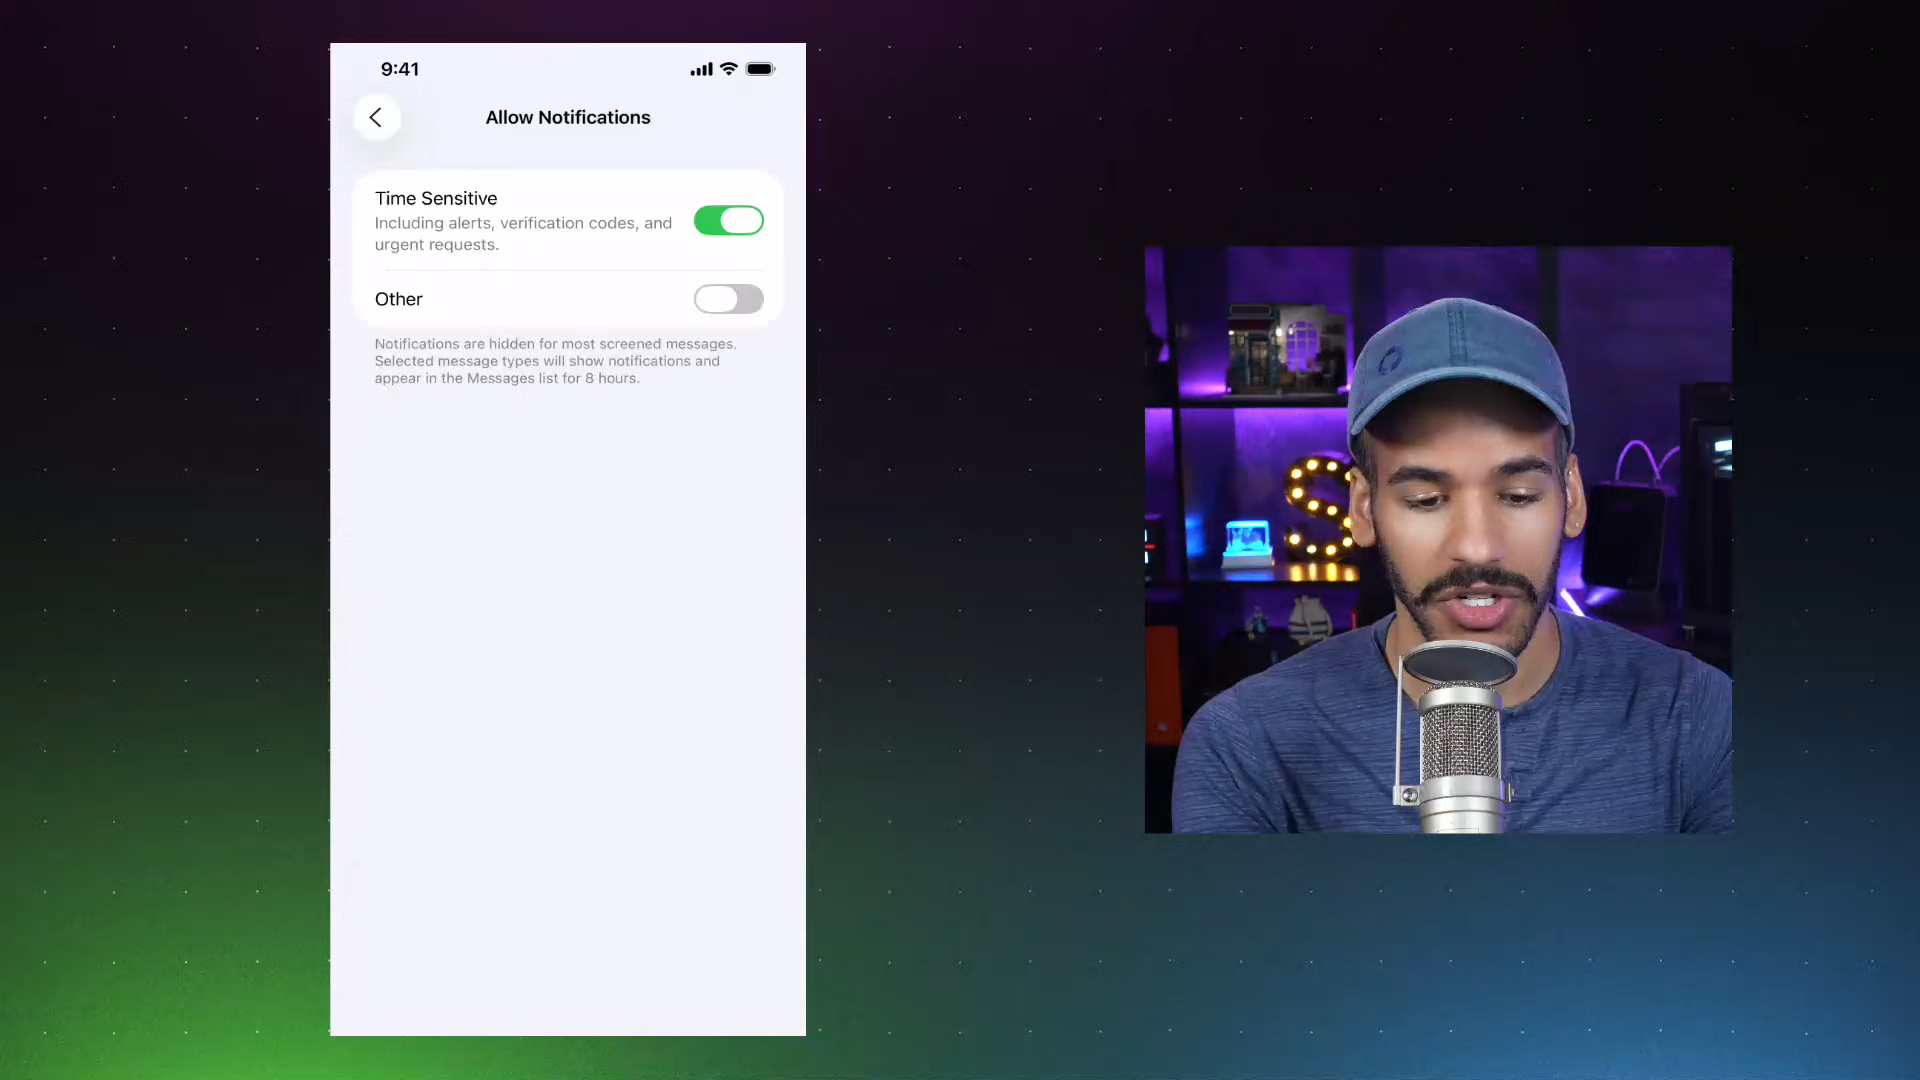 9:41
Allow Notifications
Time Sensitive
Including alerts, verification codes, and
urgent requests.
Other
Notifications are hidden for most screened messages.
Selected message types will show notifications and
appear in the Messages list for 8 hours.
S